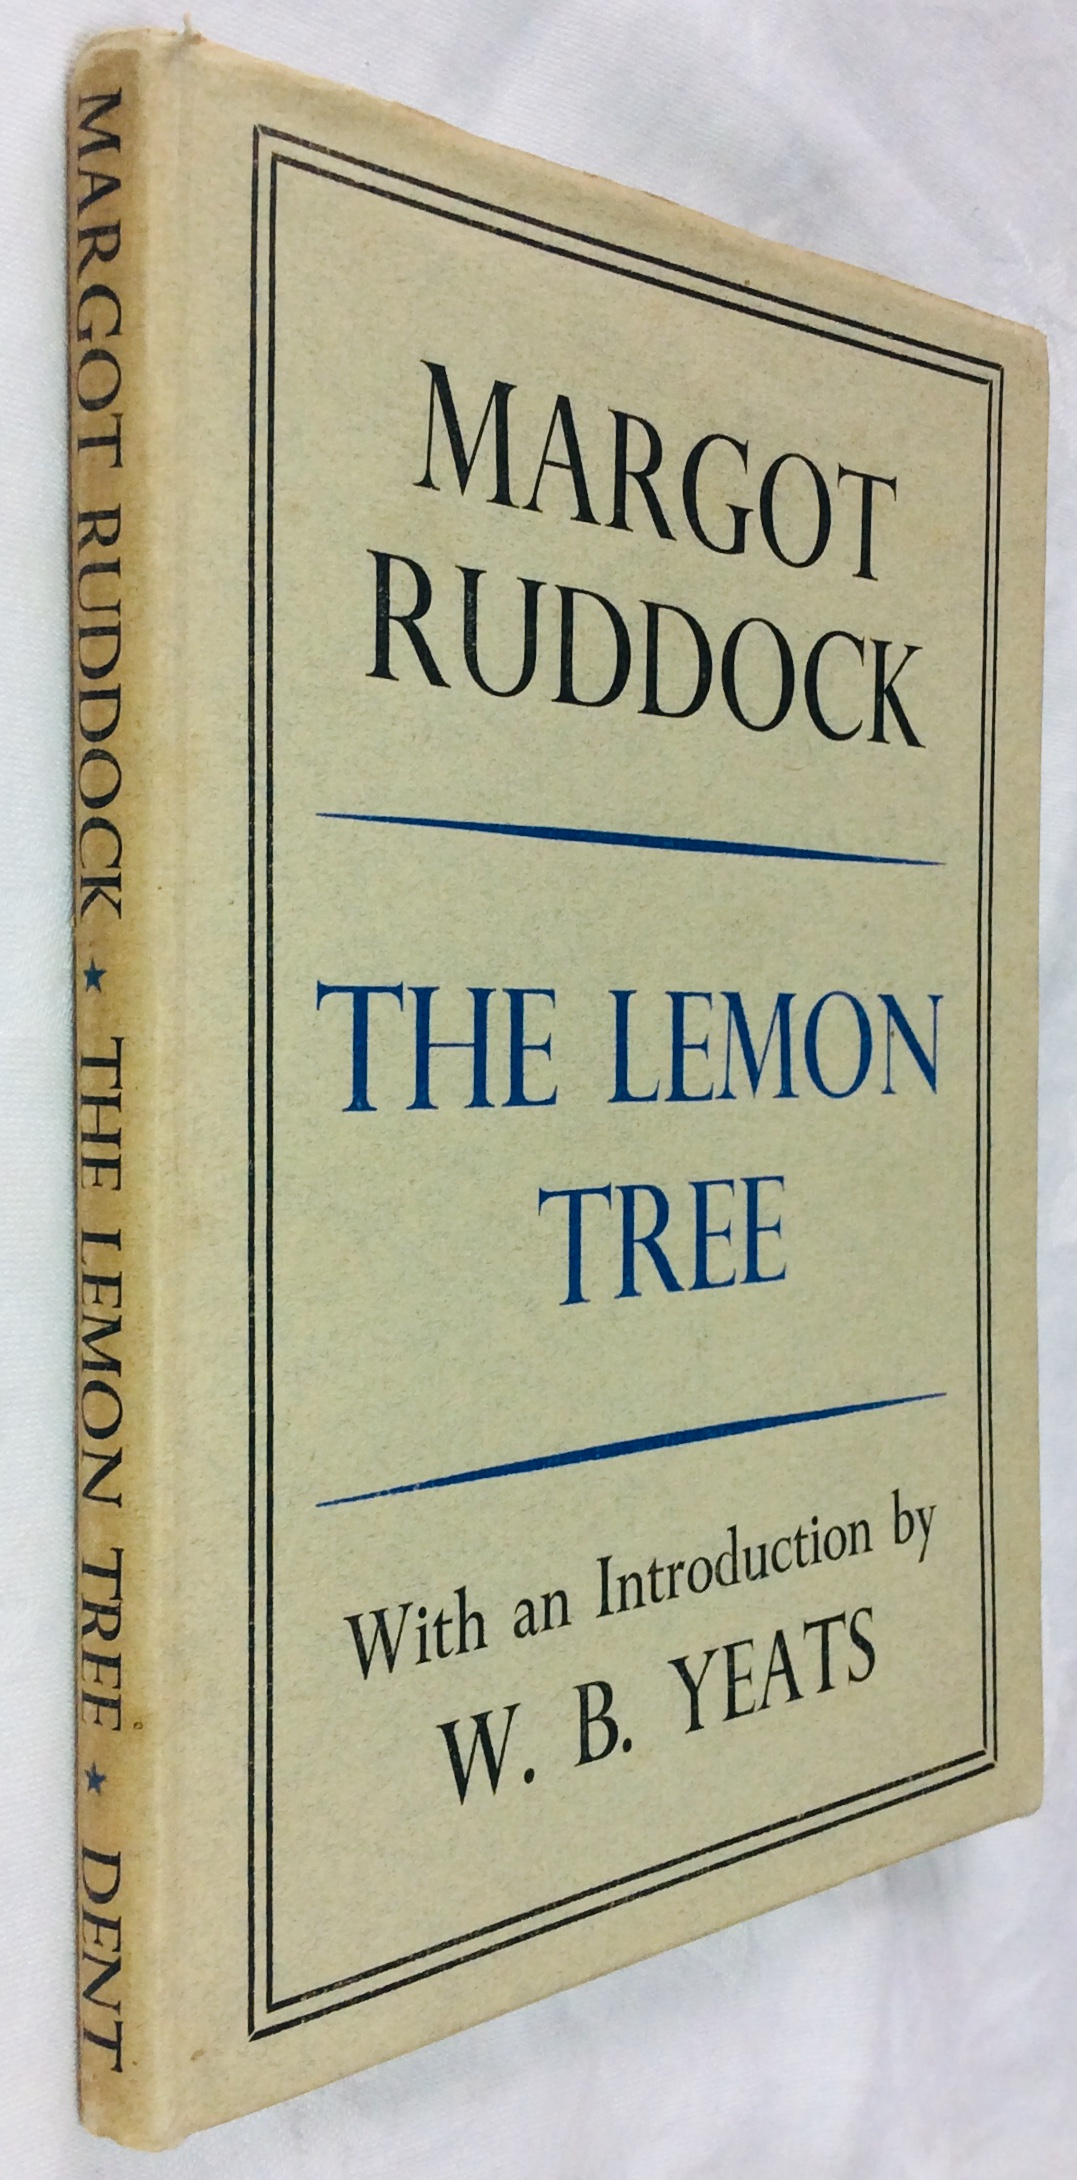 MARGOT RUDDOCK ★ THE LEMON TREE ★ DENT
MARGOT
RUDDOCK
THE LEMON
TREE
With an Introduction by
W. B. YEATS